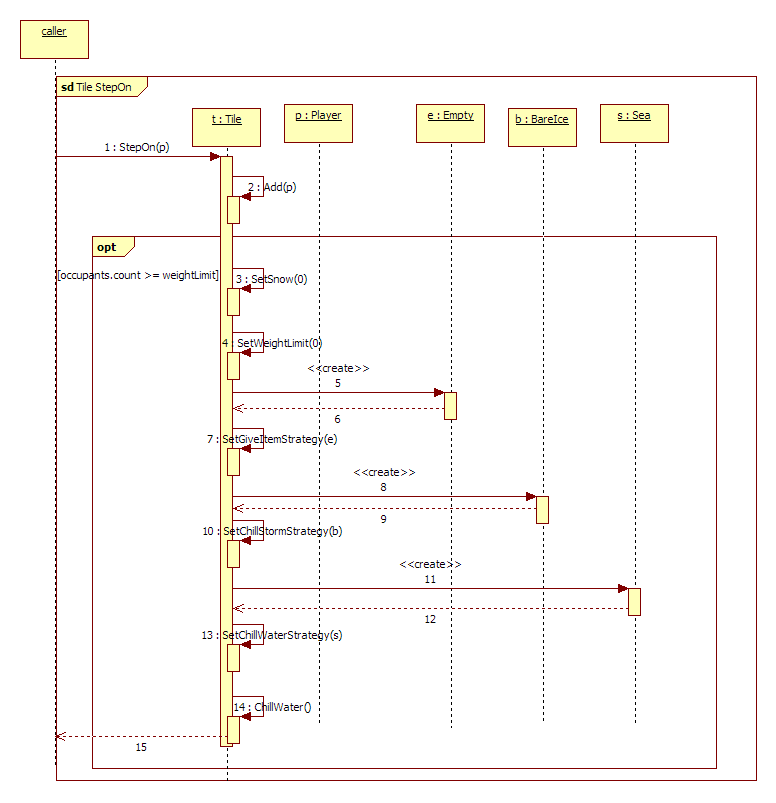 caller
sd Tile StepOn
t : Tile
p : Player
e : Empty
b : BareIce
s : Sea
1 : StepOn(p)
2 : Add(p)
opt
[occupants.count >= weightLimit]
3 : SetSnow(0)
4 : SetWeightLimit(0)
<<create>>
5
6
7 : SetGiveItemStrategy(e)
<<create>>
8
9
10 : SetChillStormStrategy(b)
<<create>>
11
12
13 : SetChillWaterStrategy(s)
14 : ChillWater()
15